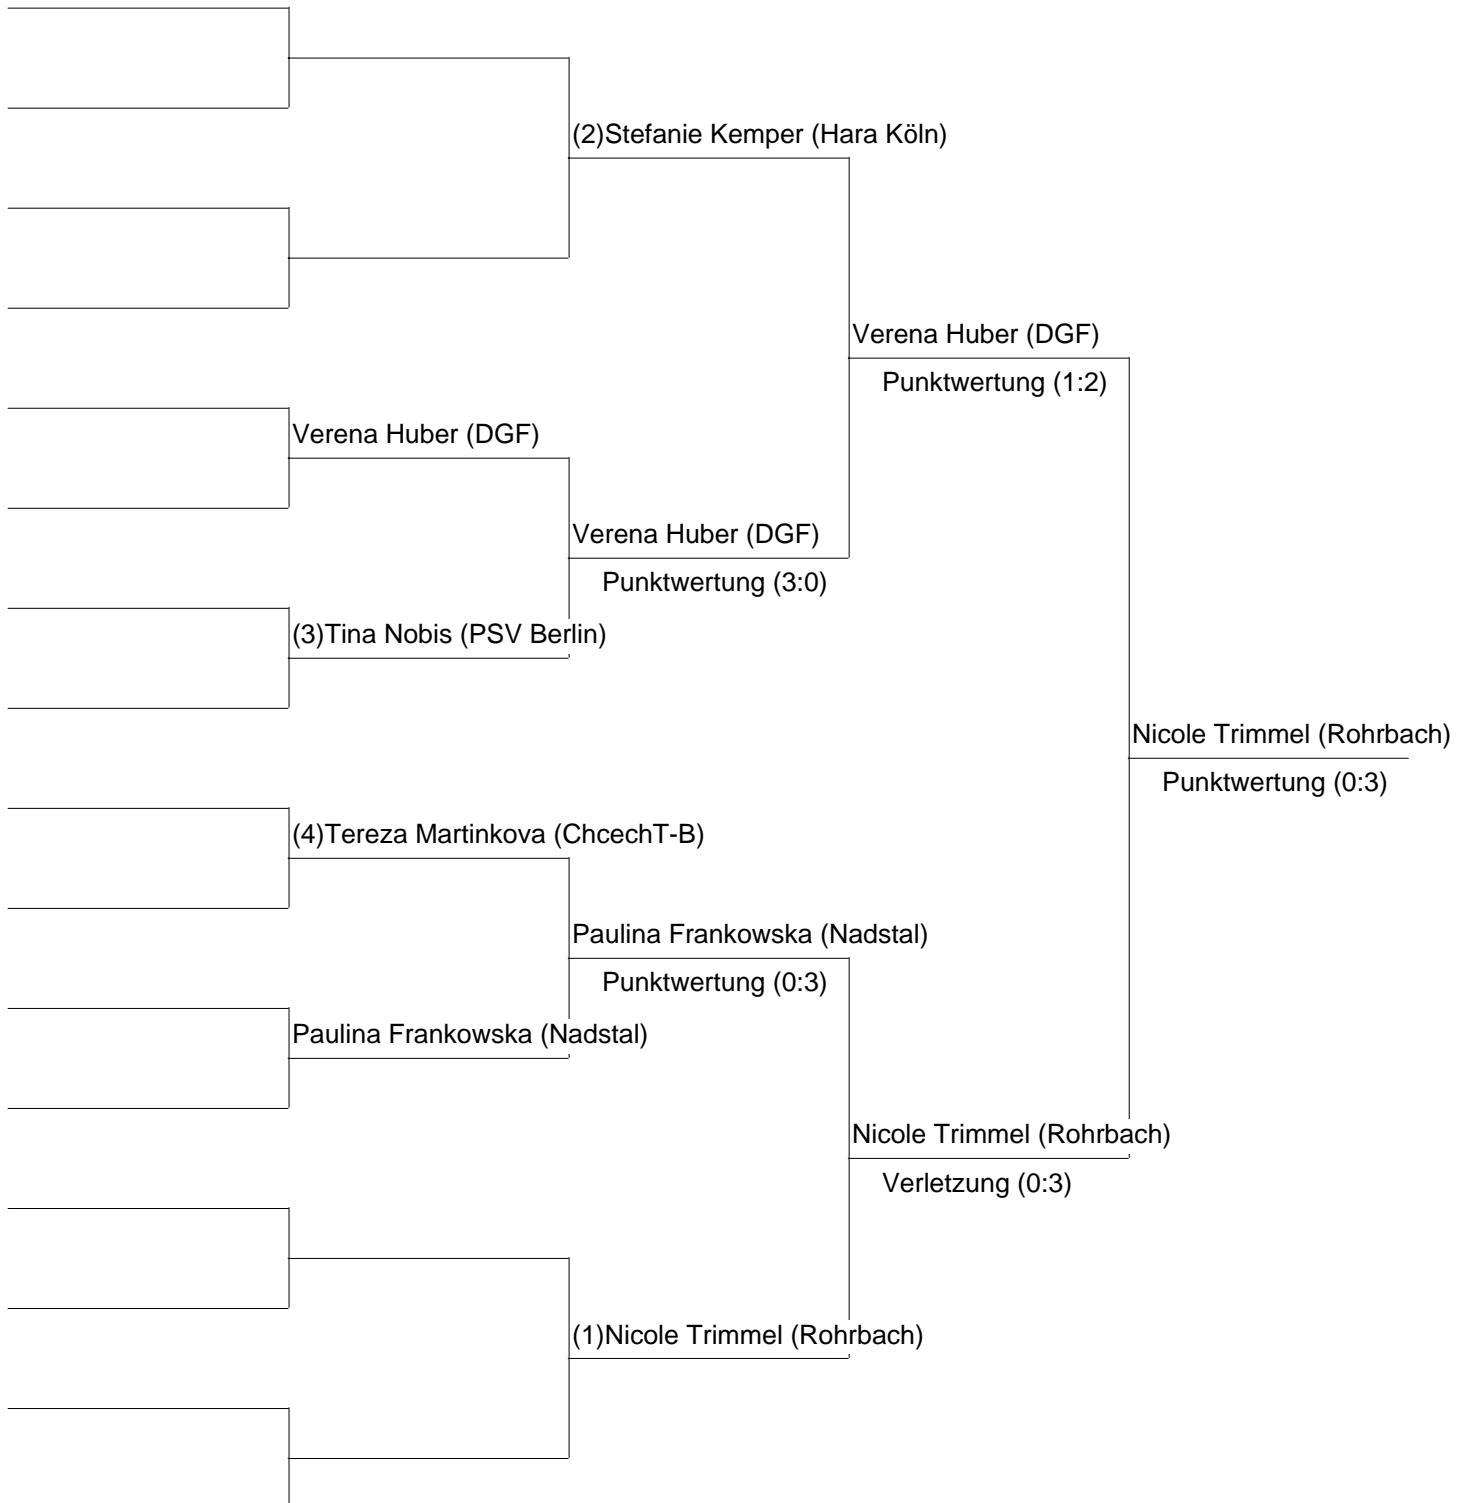 (2)Stefanie Kemper (Hara Köln)
Verena Huber (DGF)
Punktwertung (1:2)
Verena Huber (DGF)
Verena Huber (DGF)
Punktwertung (3:0)
(3)Tina Nobis (PSV Berlin)
Nicole Trimmel (Rohrbach)
Punktwertung (0:3)
(4)Tereza Martinkova (ChcechT-B)
Paulina Frankowska (Nadstal)
Punktwertung (0:3)
Paulina Frankowska (Nadstal)
Nicole Trimmel (Rohrbach)
Verletzung (0:3)
(1)Nicole Trimmel (Rohrbach)